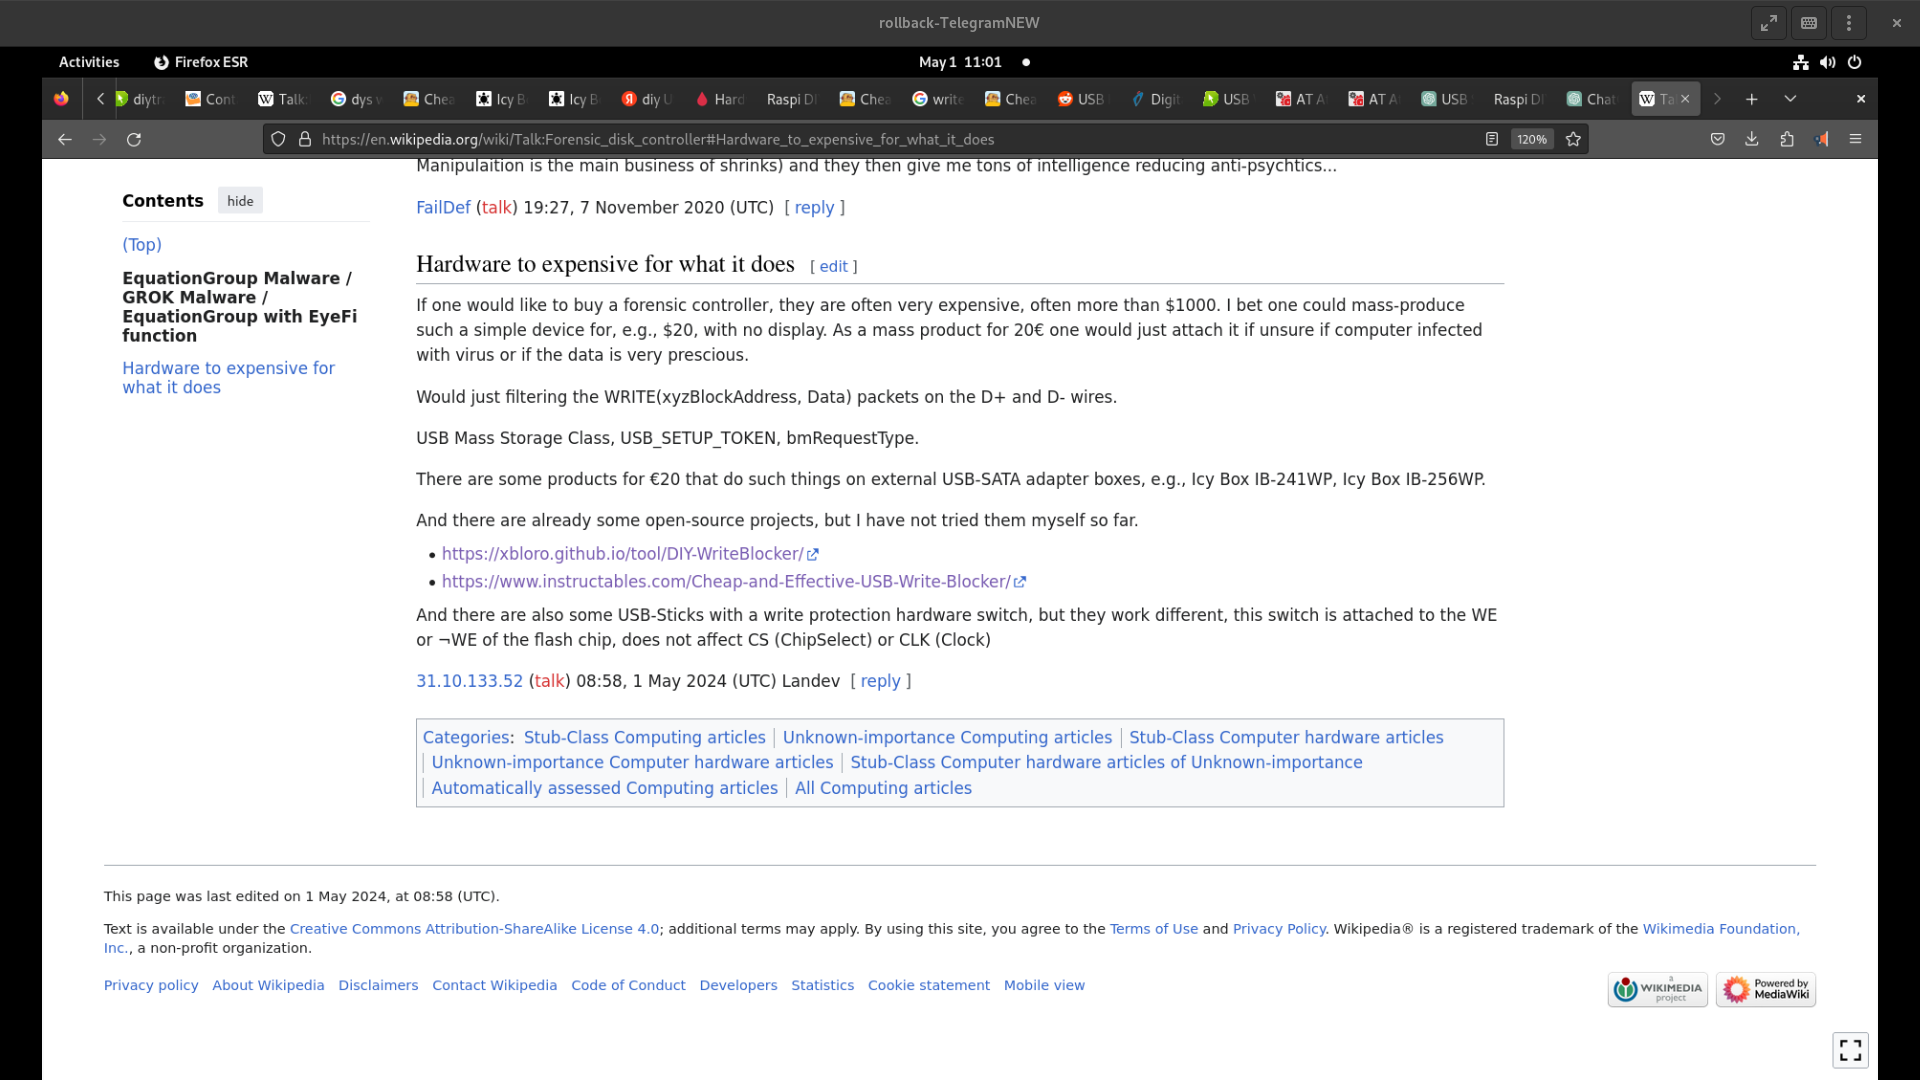 rollback-TelegramNEW
Activities Firefox ESR May 1 11:01
diytr Cont Talk: dys v Chea Icy B Icy B diy U Hard Raspi DI Chea write Chea USB Digit USB AT A AT A USB Raspi DI Chat Ta
https://en.wikipedia.org/wiki/Talk:Forensic_disk_controller#Hardware_to_expensive_for_what_it_does 120%
Contents hide
(Top)
EquationGroup Malware /
GROK Malware /
EquationGroup with EyeFi
function
Hardware to expensive for
what it does
Manipulaition is the main business of shrinks) and they then give me tons of intelligence reducing anti-psychtics...
FailDef (talk) 19:27, 7 November 2020 (UTC) [ reply ]
Hardware to expensive for what it does [ edit ]
If one would like to buy a forensic controller, they are often very expensive, often more than $1000. I bet one could mass-produce
such a simple device for, e.g., $20, with no display. As a mass product for 20€ one would just attach it if unsure if computer infected
with virus or if the data is very prescious.
Would just filtering the WRITE(xyzBlockAddress, Data) packets on the D+ and D- wires.
USB Mass Storage Class, USB_SETUP_TOKEN, bmRequestType.
There are some products for €20 that do such things on external USB-SATA adapter boxes, e.g., Icy Box IB-241WP, Icy Box IB-256WP.
And there are already some open-source projects, but I have not tried them myself so far.
• https://xbloro.github.io/tool/DIY-WriteBlocker/
• https://www.instructables.com/Cheap-and-Effective-USB-Write-Blocker/
And there are also some USB-Sticks with a write protection hardware switch, but they work different, this switch is attached to the WE
or ¬WE of the flash chip, does not affect CS (ChipSelect) or CLK (Clock)
31.10.133.52 (talk) 08:58, 1 May 2024 (UTC) Landev [ reply ]
Categories: Stub-Class Computing articles | Unknown-importance Computing articles | Stub-Class Computer hardware articles
| Unknown-importance Computer hardware articles | Stub-Class Computer hardware articles of Unknown-importance
| Automatically assessed Computing articles | All Computing articles
This page was last edited on 1 May 2024, at 08:58 (UTC).
Text is available under the Creative Commons Attribution-ShareAlike License 4.0; additional terms may apply. By using this site, you agree to the Terms of Use and Privacy Policy. Wikipedia® is a registered trademark of the Wikimedia Foundation,
Inc., a non-profit organization.
Privacy policy About Wikipedia Disclaimers Contact Wikipedia Code of Conduct Developers Statistics Cookie statement Mobile view
a WIKIMEDIA project
Powered by MediaWiki